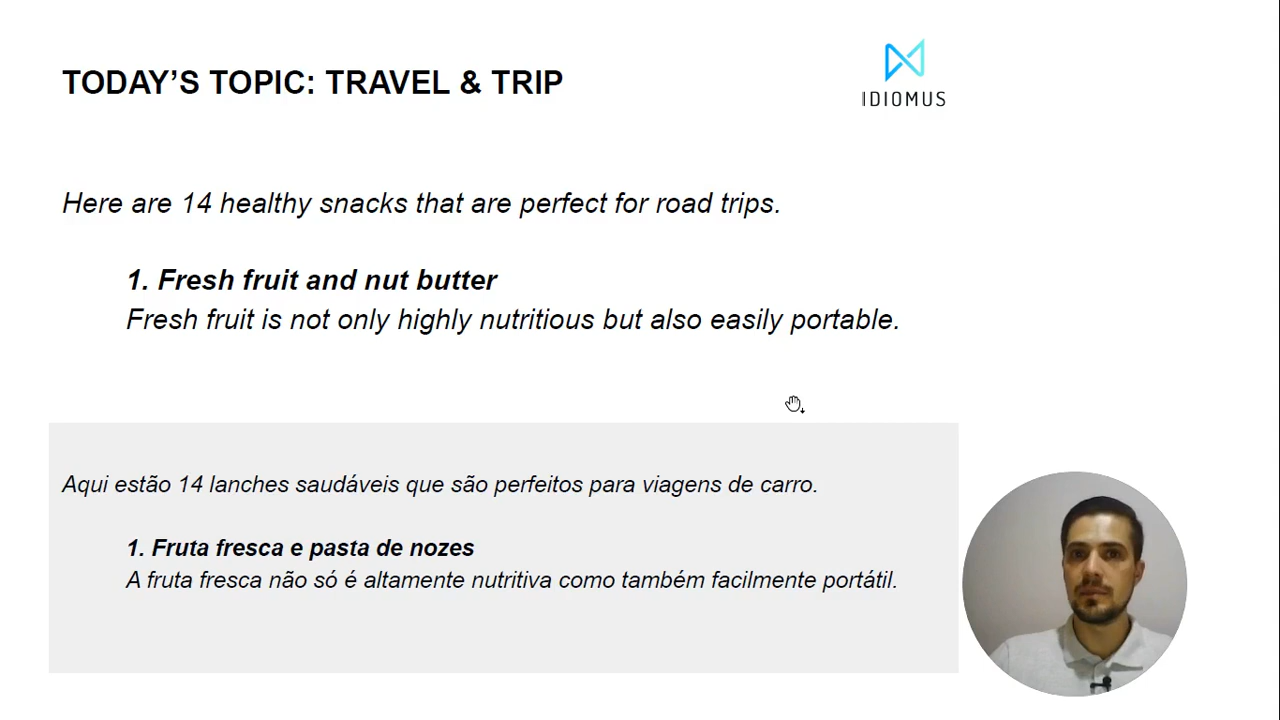 TODAY'S TOPIC: TRAVEL & TRIP
IDIOMUS
Here are 14 healthy snacks that are perfect for road trips.
1. Fresh fruit and nut butter
Fresh fruit is not only highly nutritious but also easily portable.
Aqui estão 14 lanches saudáveis que são perfeitos para viagens de carro.
1. Fruta fresca e pasta de nozes
A fruta fresca não só é altamente nutritiva como também facilmente portátil.